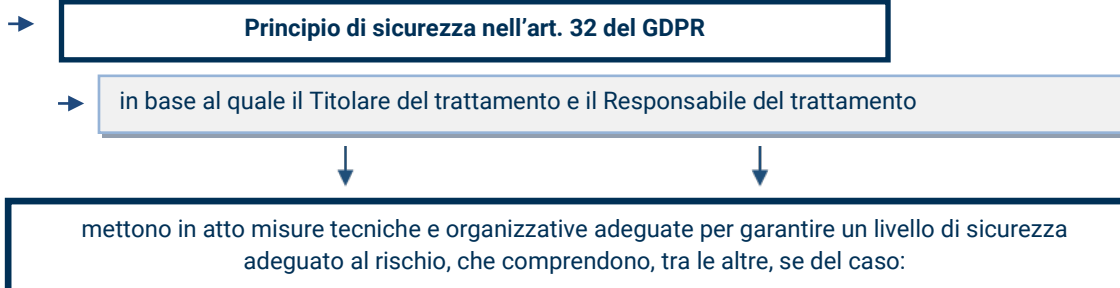 Principio di sicurezza nell’art. 32 del GDPR
in base al quale il Titolare del trattamento e il Responsabile del trattamento
mettono in atto misure tecniche e organizzative adeguate per garantire un livello di sicurezza
adeguato al rischio, che comprendono, tra le altre, se del caso: